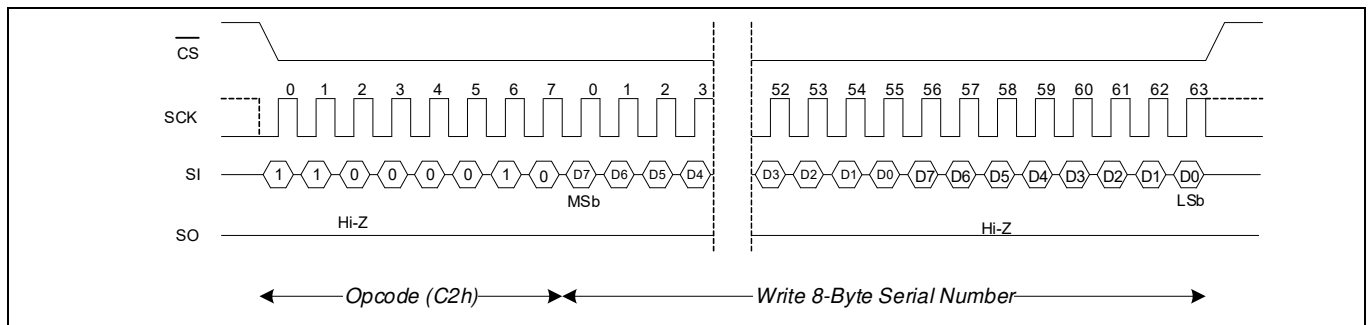 CS
0 1 2 3 4 5 6 7 0 1 2 3 52 53 54 55 56 57 58 59 60 61 62 63
SCK
SI 1 1 0 0 0 0 1 0 D7 D6 D5 D4 D3 D2 D1 D0 D7 D6 D5 D4 D3 D2 D1 D0
MSb LSb
Hi-Z Hi-Z
SO
Opcode (C2h) Write 8-Byte Serial Number